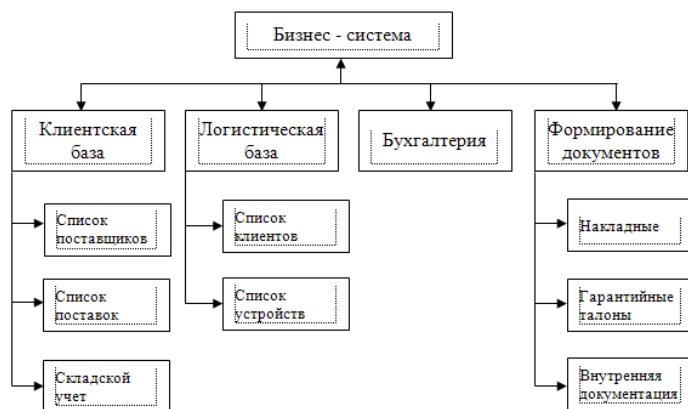 Бизнес - система
Клиентская
база
Логистическая
база
Бухгалтерия
Формирование
документов
Список
поставщиков
Список
поставок
Складской
учет
Список
клиентов
Список
устройств
Накладные
Гарантийные
талоны
Внутренняя
документация